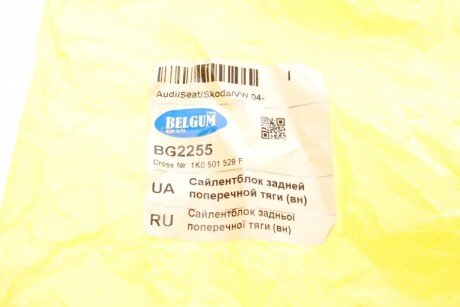 Audi/Seat/Skoda/VW 04-
BELGUM
BG2255
Cross №: 1K0 501 529 F
UA Сайлентблок задней
поперечной тяги (вн)
RU Сайлентблок задньої
поперечної тяги (вн)